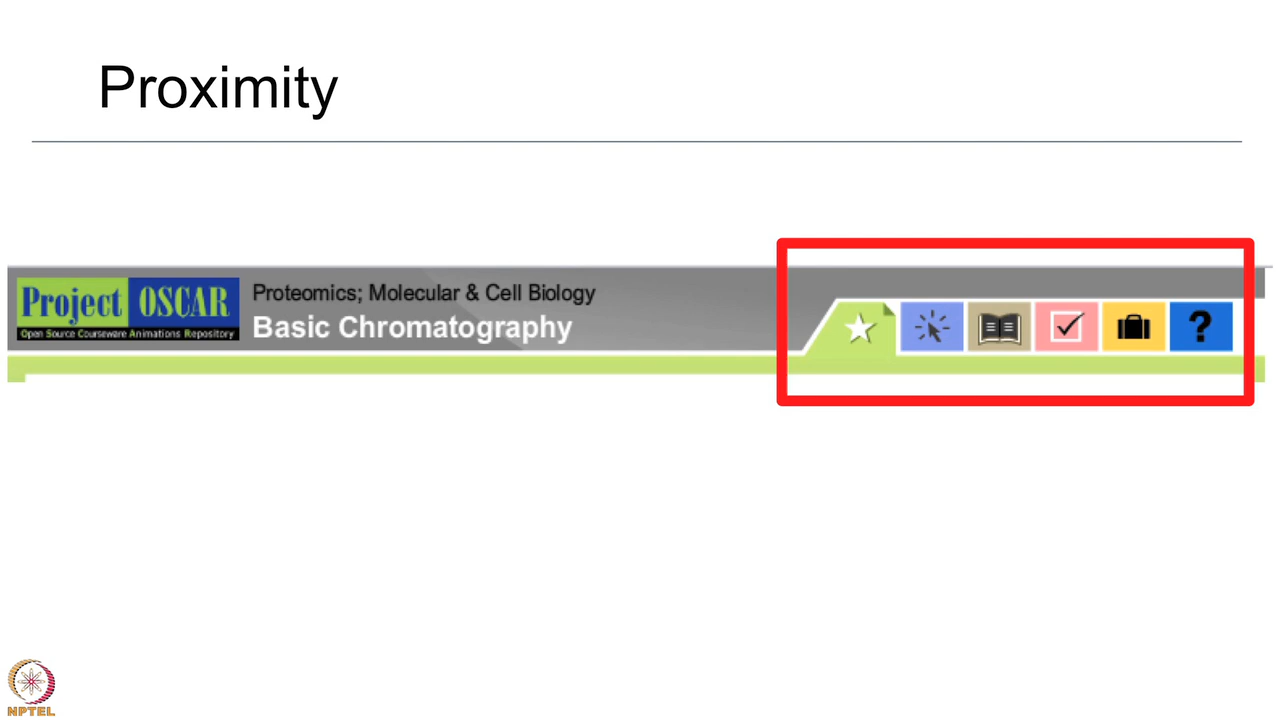 Proximity
Project OSCAR
Open Source Courseware Animations Repository
Proteomics; Molecular & Cell Biology
Basic Chromatography
?
NPTEL